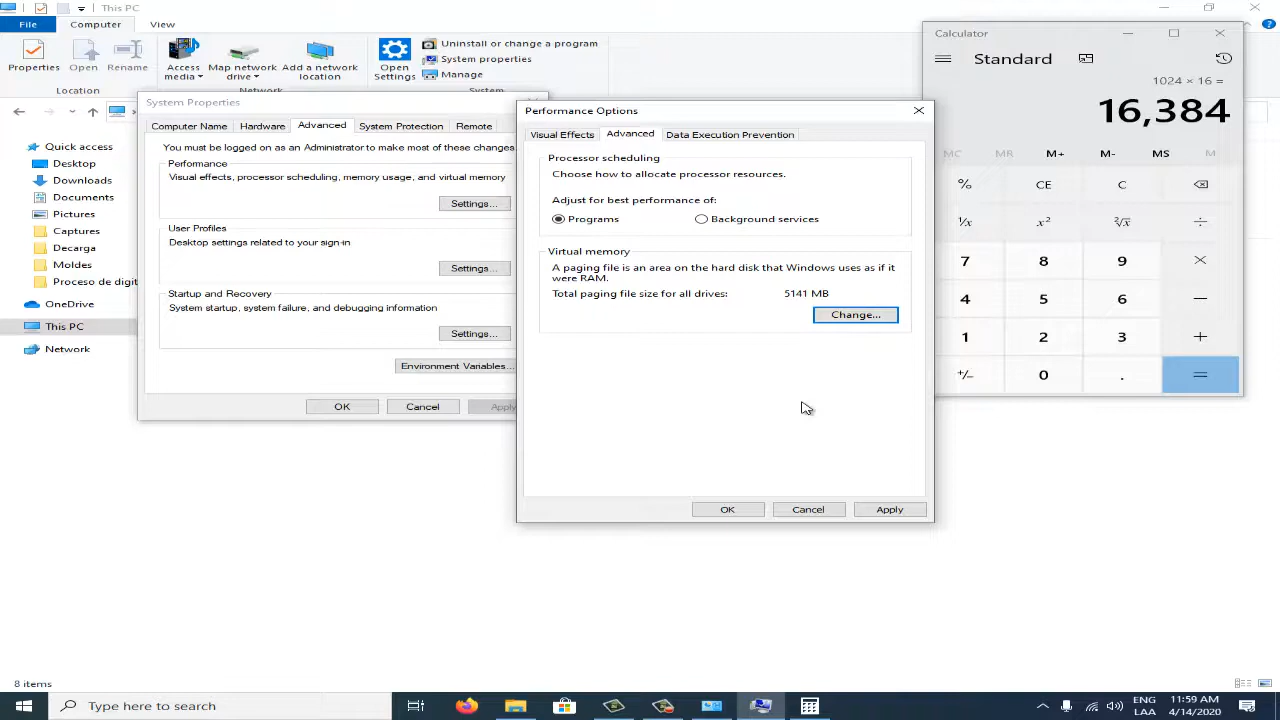 This PC
File
Computer
View
Properties
Open
Rename
Access media
Map network drive
Add a network location
Open Settings
Uninstall or change a program
System properties
Manage
Location
Network
System
Quick access
Desktop
Downloads
Documents
Pictures
Captures
Decarga
Moldes
Proceso de digit
OneDrive
This PC
Network
System Properties
Computer Name
Hardware
Advanced
System Protection
Remote
You must be logged on as an Administrator to make most of these changes.
Performance
Visual effects, processor scheduling, memory usage, and virtual memory
Settings...
User Profiles
Desktop settings related to your sign-in
Settings...
Startup and Recovery
System startup, system failure, and debugging information
Settings...
Environment Variables...
OK
Cancel
Apply
Performance Options
Visual Effects
Advanced
Data Execution Prevention
Processor scheduling
Choose how to allocate processor resources.
Adjust for best performance of:
Programs
Background services
Virtual memory
A paging file is an area on the hard disk that Windows uses as if it
were RAM.
Total paging file size for all drives: 5141 MB
Change...
OK
Cancel
Apply
Calculator
Standard
1024 × 16 =
16,384
MC MR M+ M- MS M
% CE C
¹/x x² ²√x ÷
7 8 9 ×
4 5 6 −
1 2 3 +
+/− 0 . =
8 items
Type here to search
ENG
LAA
11:59 AM
4/14/2020